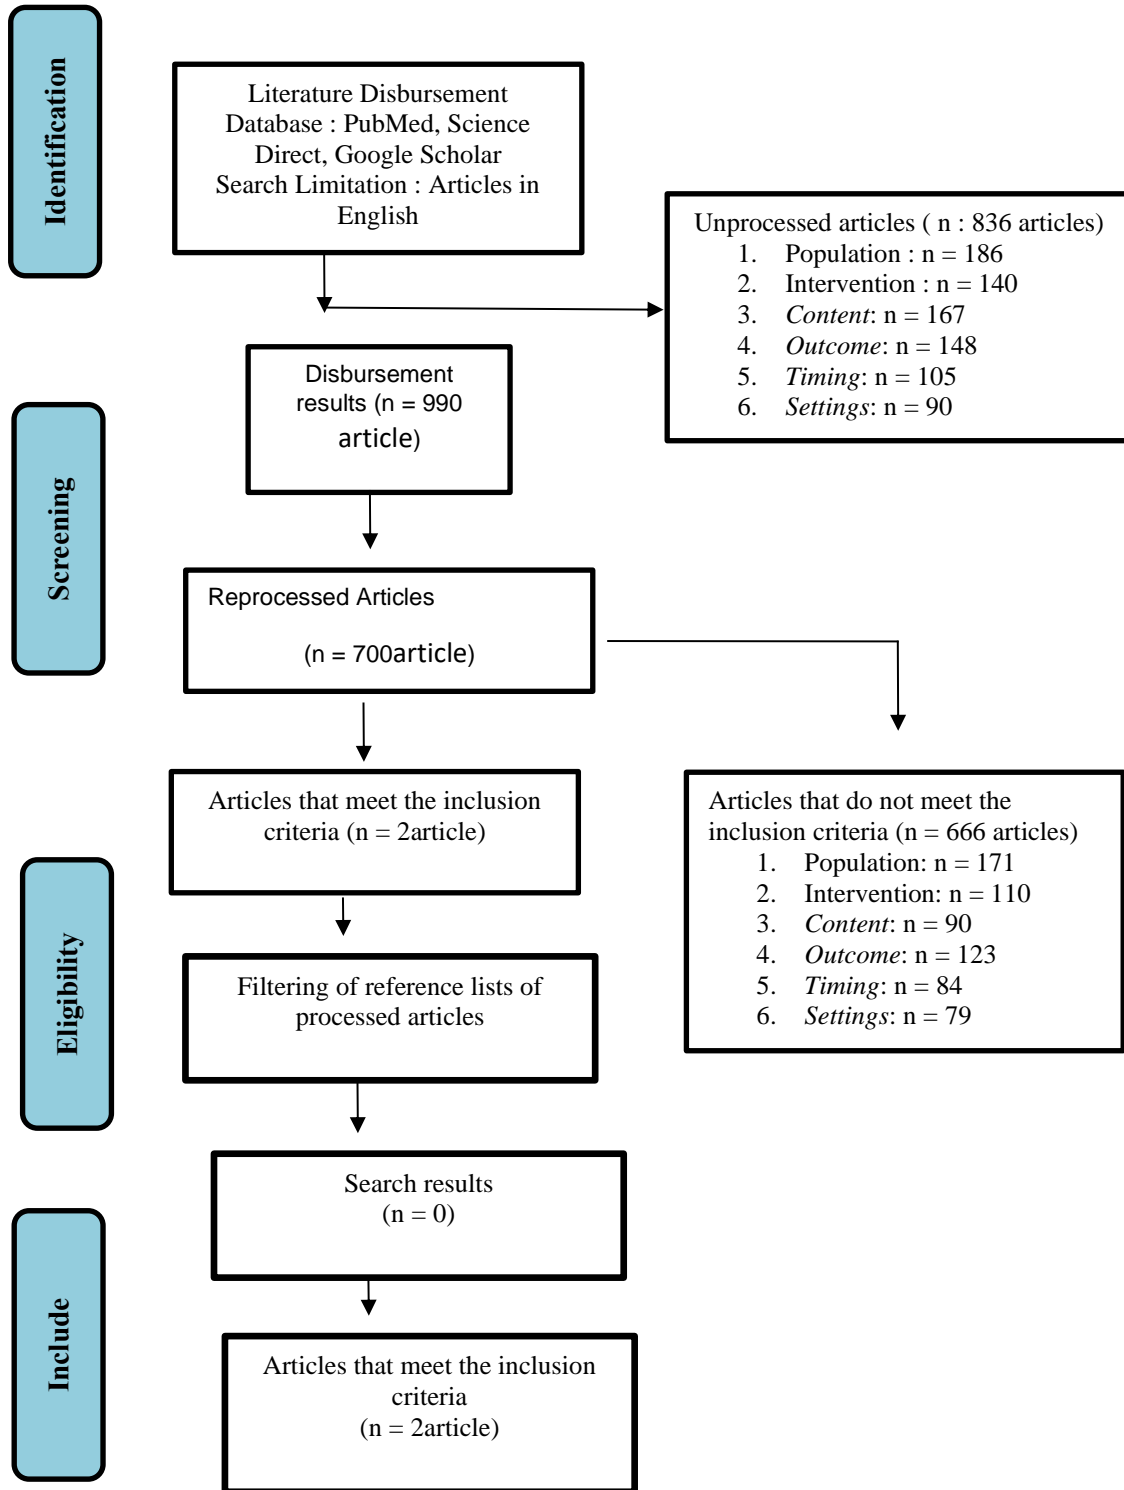 Identification
Literature Disbursement
Database : PubMed, Science
Direct, Google Scholar
Search Limitation : Articles in
English
Unprocessed articles ( n : 836 articles)
1. Population : n = 186
2. Intervention : n = 140
3. Content: n = 167
4. Outcome: n = 148
5. Timing: n = 105
6. Settings: n = 90
Disbursement
results (n = 990
article)
Screening
Reprocessed Articles
(n = 700article)
Articles that meet the inclusion
criteria (n = 2article)
Articles that do not meet the
inclusion criteria (n = 666 articles)
1. Population: n = 171
2. Intervention: n = 110
3. Content: n = 90
4. Outcome: n = 123
5. Timing: n = 84
6. Settings: n = 79
Eligibility
Filtering of reference lists of
processed articles
Search results
(n = 0)
Include
Articles that meet the inclusion
criteria
(n = 2article)